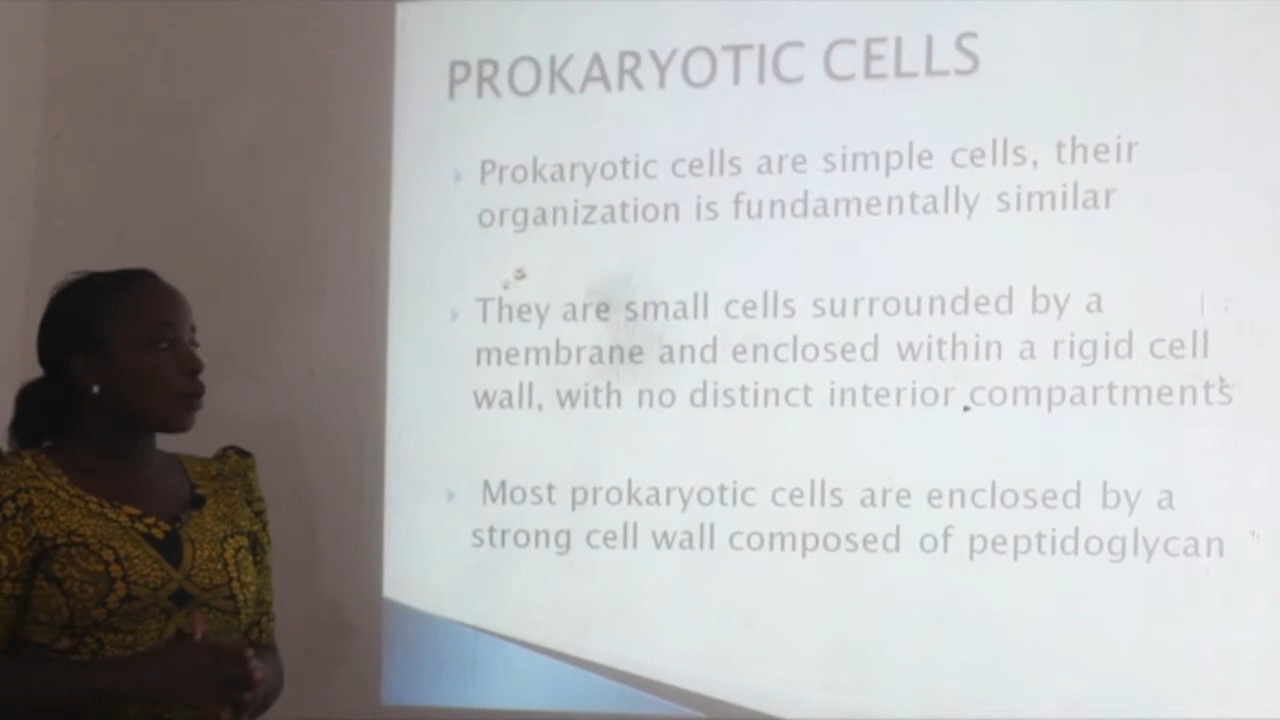 PROKARYOTIC CELLS
Prokaryotic cells are simple cells, their
organization is fundamentally similar
They are small cells surrounded by a
membrane and enclosed within a rigid cell
wall, with no distinct interior compartments
Most prokaryotic cells are enclosed by a
strong cell wall composed of peptidoglycan